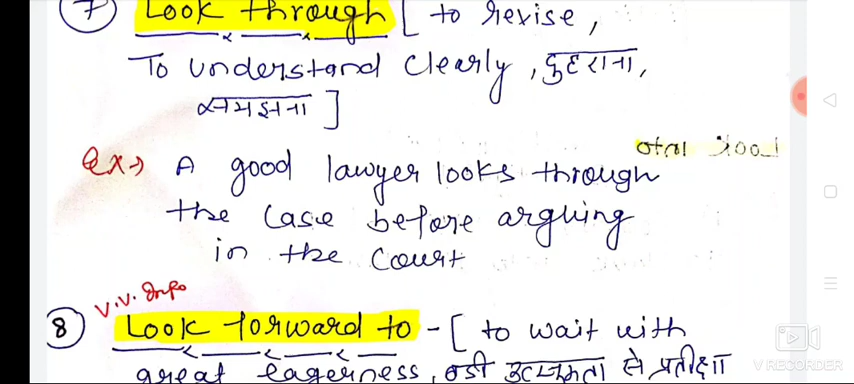 7 Look through [ to revise,
To understand clearly, दुहराना,
समझना ]
Ex→ A good lawyer looks through
the case before arguing
in the court
V.V. Imp
8 Look forward to - [ to wait with
great eagerness, बडी उत्सुकता से प्रतीक्षा
V RECORDER